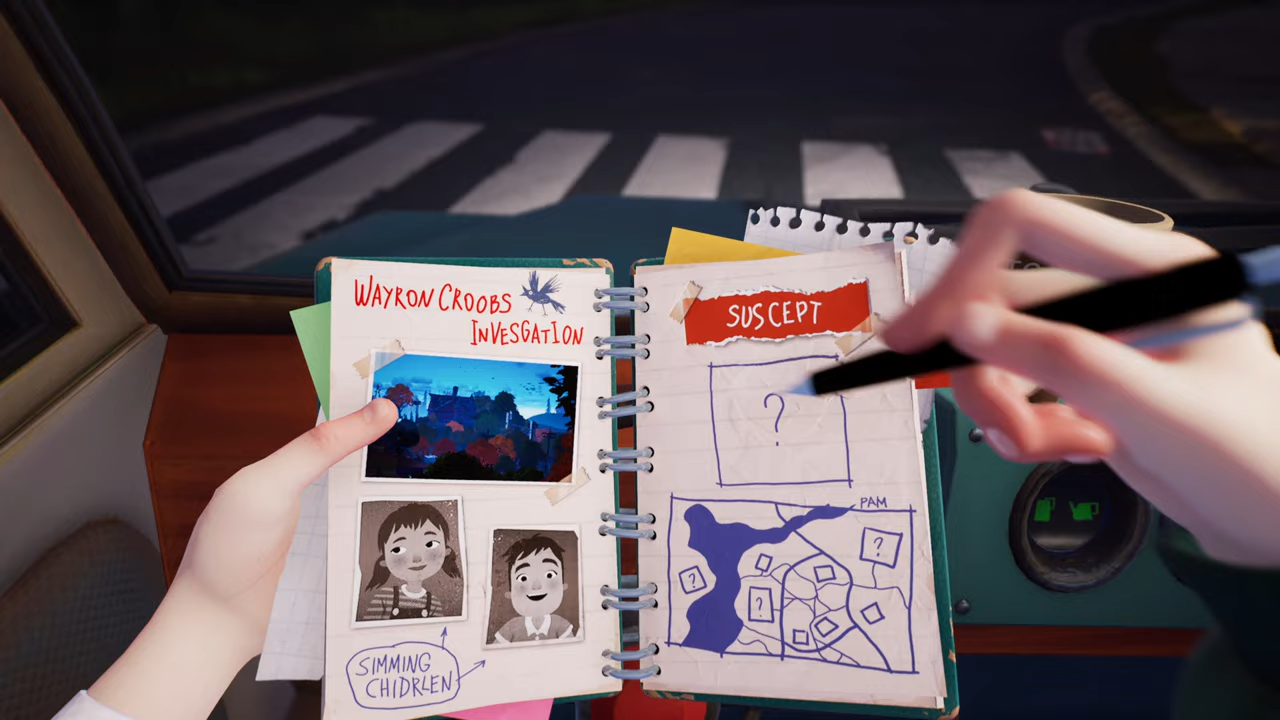 WAYRON CROOBS
INVESGATION
SIMMING
CHIDRLEN
SUSCEPT
?
PAM
?
?
?